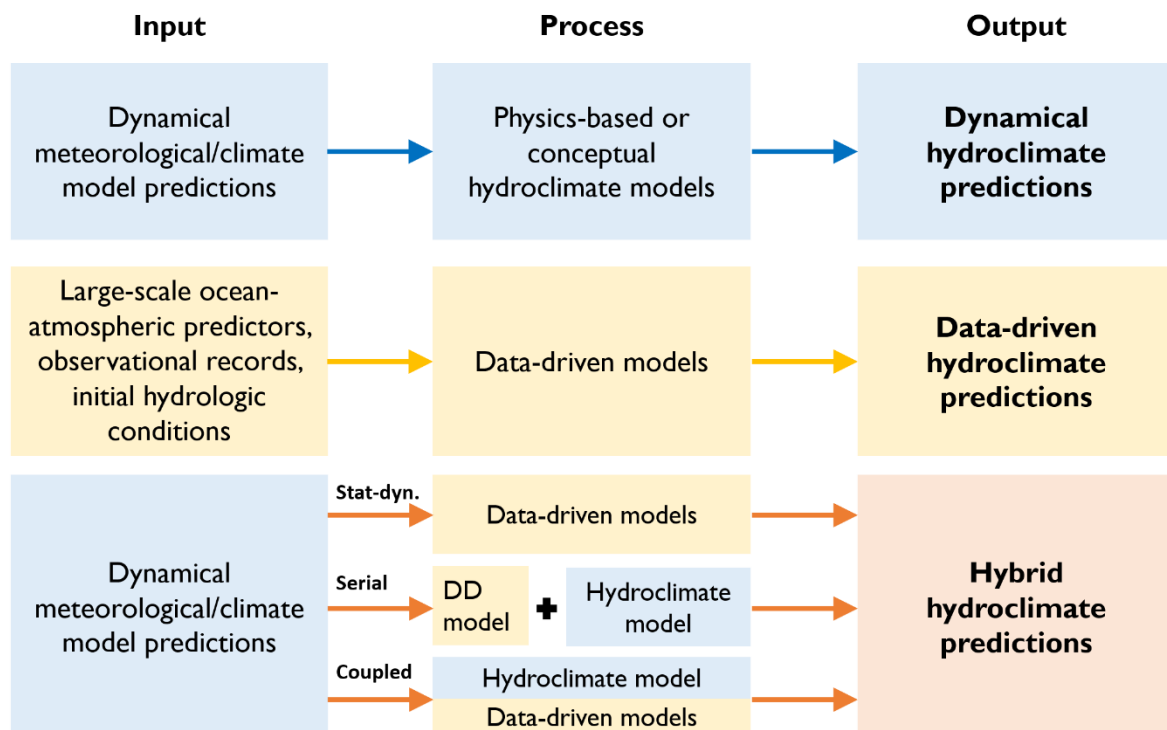 Input
Process
Output
Dynamical
meteorological/climate
model predictions
Physics-based or
conceptual
hydroclimate models
Dynamical
hydroclimate
predictions
Large-scale ocean-
atmospheric predictors,
observational records,
initial hydrologic
conditions
Data-driven models
Data-driven
hydroclimate
predictions
Dynamical
meteorological/climate
model predictions
Stat-dyn.
Data-driven models
Serial
DD
model
+
Hydroclimate
model
Coupled
Hydroclimate model
Data-driven models
Hybrid
hydroclimate
predictions